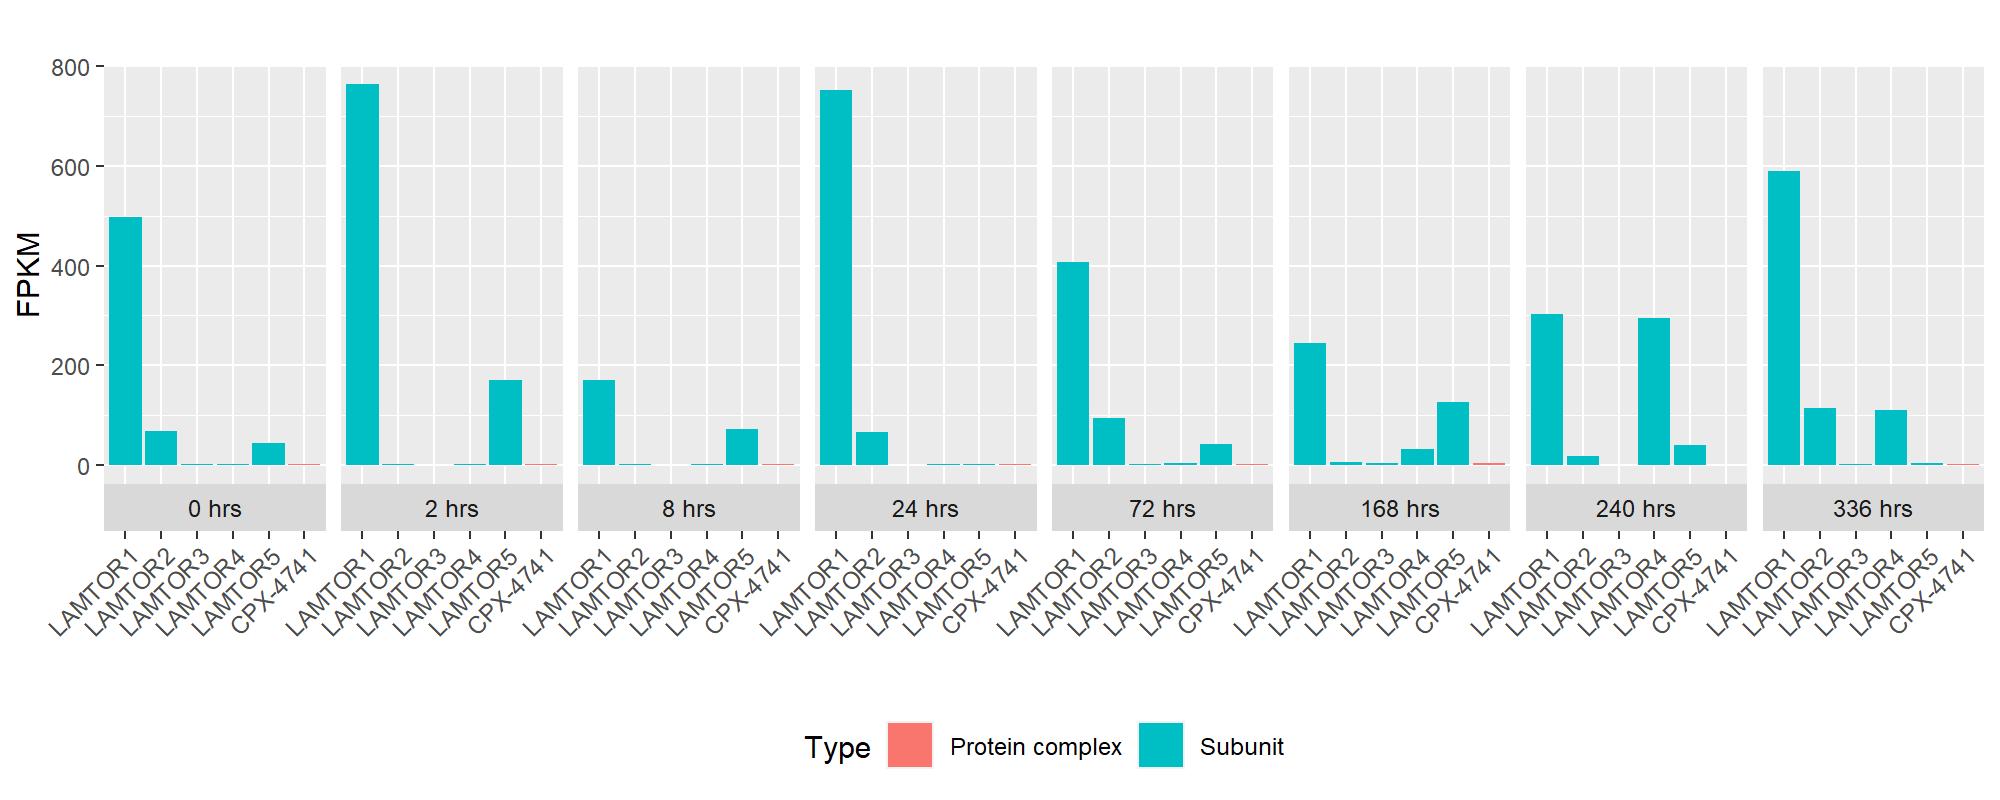 800
600
400
200
0
FPKM
0 hrs
2 hrs
8 hrs
24 hrs
72 hrs
168 hrs
240 hrs
336 hrs
LAMTOR1
LAMTOR2
LAMTOR3
LAMTOR4
LAMTOR5
CPX-4741
LAMTOR1
LAMTOR2
LAMTOR3
LAMTOR4
LAMTOR5
CPX-4741
LAMTOR1
LAMTOR2
LAMTOR3
LAMTOR4
LAMTOR5
CPX-4741
LAMTOR1
LAMTOR2
LAMTOR3
LAMTOR4
LAMTOR5
CPX-4741
LAMTOR1
LAMTOR2
LAMTOR3
LAMTOR4
LAMTOR5
CPX-4741
LAMTOR1
LAMTOR2
LAMTOR3
LAMTOR4
LAMTOR5
CPX-4741
LAMTOR1
LAMTOR2
LAMTOR3
LAMTOR4
LAMTOR5
CPX-4741
LAMTOR1
LAMTOR2
LAMTOR3
LAMTOR4
LAMTOR5
CPX-4741
Type Protein complex Subunit